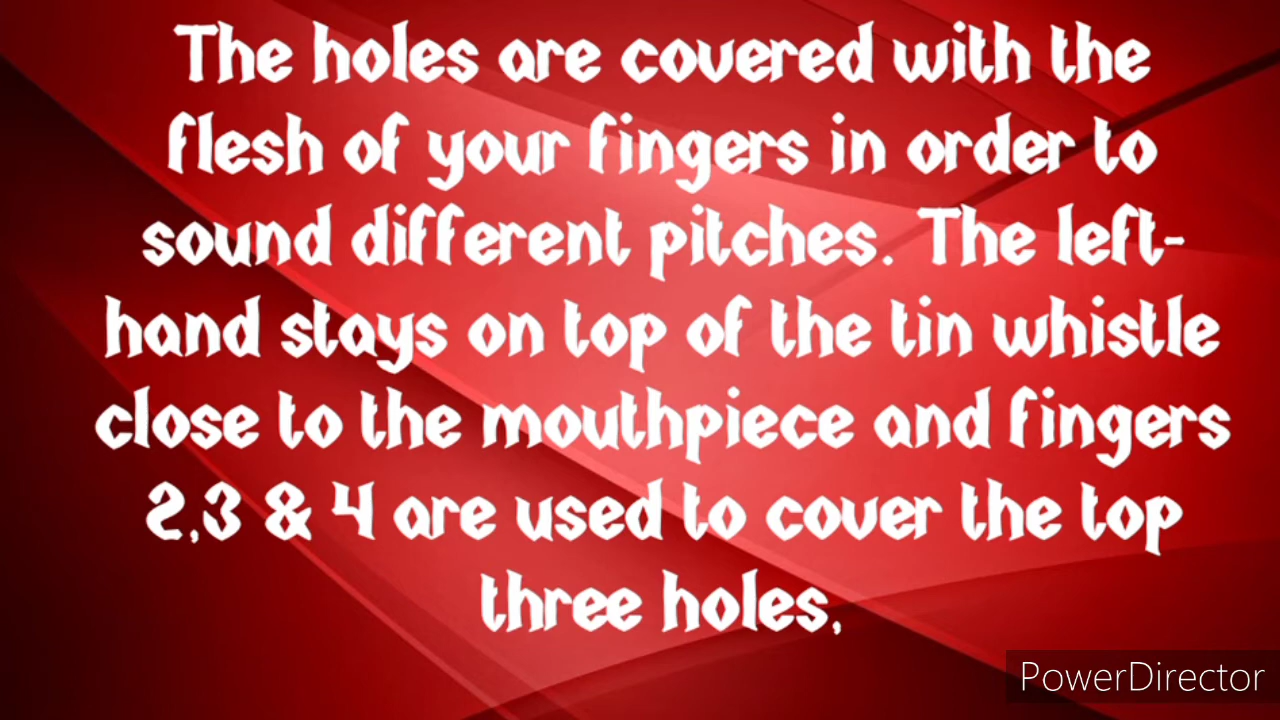 The holes are covered with the
flesh of your fingers in order to
sound different pitches. The left-
hand stays on top of the tin whistle
close to the mouthpiece and fingers
2,3 & 4 are used to cover the top
three holes,
PowerDirector